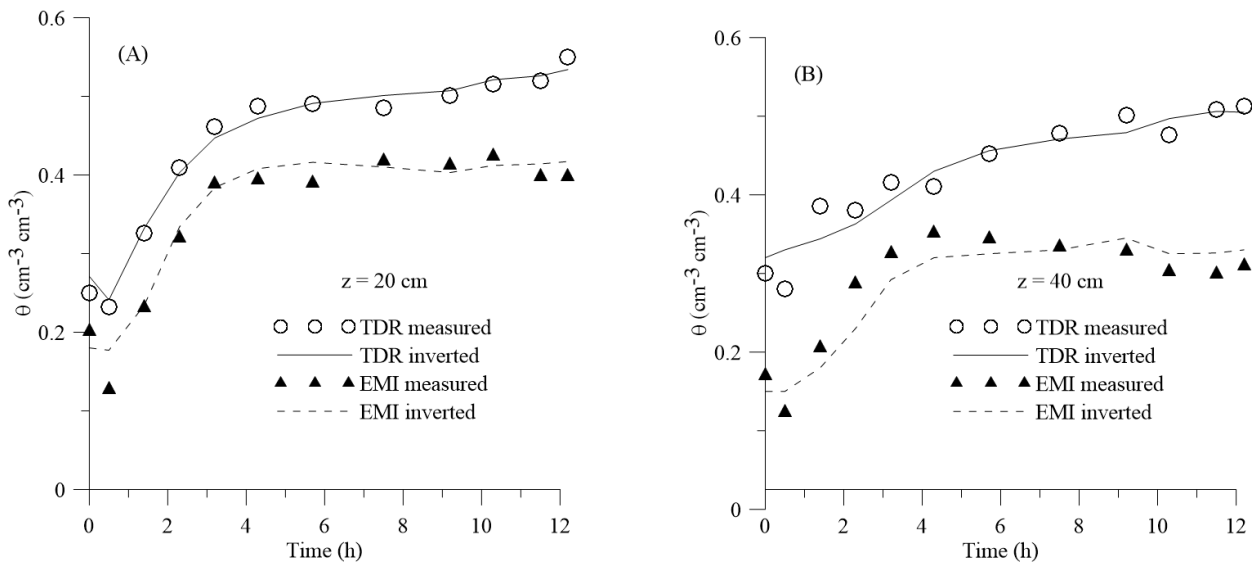 (A)
0.6
0.4
0.2
0
θ (cm⁻³ cm⁻³)
z = 20 cm
TDR measured
TDR inverted
EMI measured
EMI inverted
0 2 4 6 8 10 12
Time (h)
(B)
0.6
0.4
0.2
0
θ (cm⁻³ cm⁻³)
z = 40 cm
TDR measured
TDR inverted
EMI measured
EMI inverted
0 2 4 6 8 10 12
Time (h)